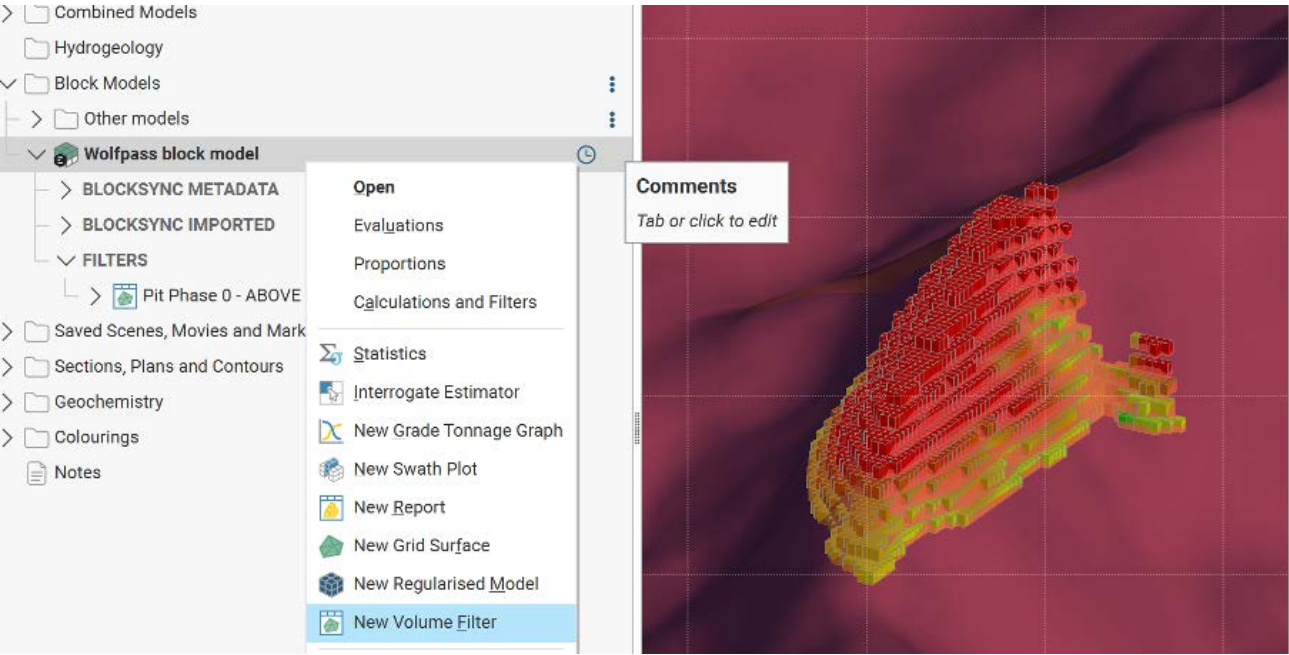 Combined Models
Hydrogeology
Block Models
Other models
Wolfpass block model
BLOCKSYNC METADATA
BLOCKSYNC IMPORTED
FILTERS
Pit Phase 0 - ABOVE
Saved Scenes, Movies and Mark
Sections, Plans and Contours
Geochemistry
Colourings
Notes
Open
Evaluations
Proportions
Calculations and Filters
Statistics
Interrogate Estimator
New Grade Tonnage Graph
New Swath Plot
New Report
New Grid Surface
New Regularised Model
New Volume Filter
Comments
Tab or click to edit